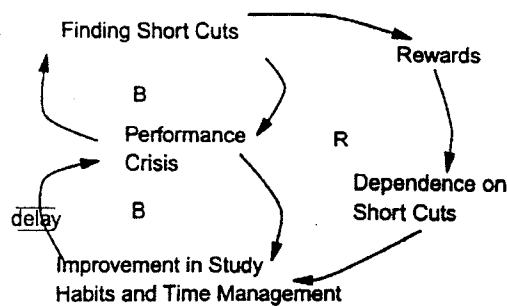 Finding Short Cuts
Rewards
B
Performance
Crisis
R
Dependence on
Short Cuts
B
delay
Improvement in Study
Habits and Time Management